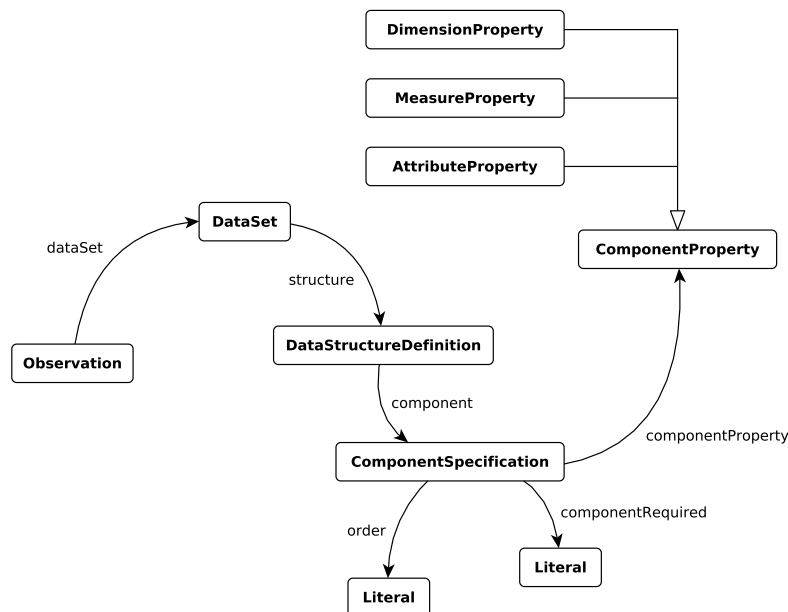 DimensionProperty
MeasureProperty
AttributeProperty
DataSet
dataSet
ComponentProperty
structure
DataStructureDefinition
Observation
component
componentProperty
ComponentSpecification
componentRequired
order
Literal
Literal